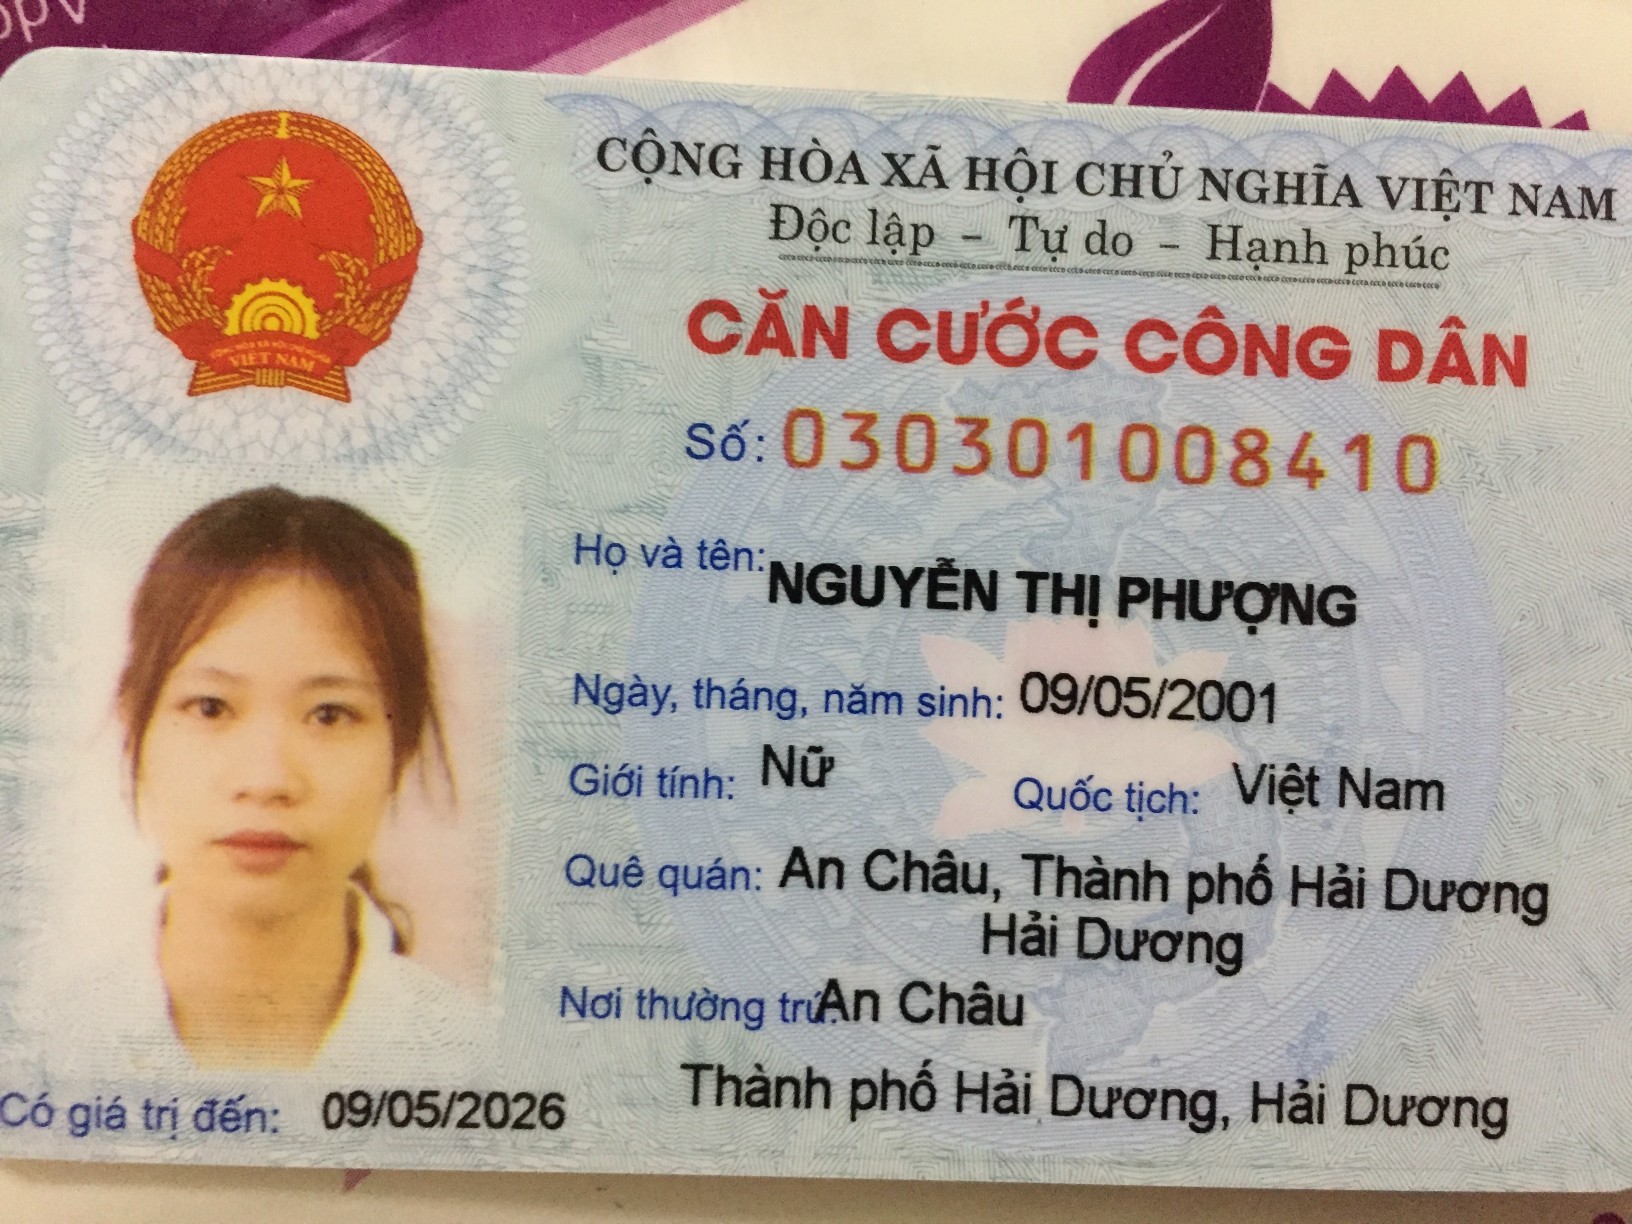 CỘNG HÒA XÃ HỘI CHỦ NGHĨA VIỆT NAM
Độc lập - Tự do - Hạnh phúc
CĂN CƯỚC CÔNG DÂN
Số: 030301008410
Họ và tên: NGUYỄN THỊ PHƯỢNG
Ngày, tháng, năm sinh: 09/05/2001
Giới tính: Nữ Quốc tịch: Việt Nam
Quê quán: An Châu, Thành phố Hải Dương
Hải Dương
Nơi thường trú: An Châu
Thành phố Hải Dương, Hải Dương
Có giá trị đến: 09/05/2026
VIỆT NAM